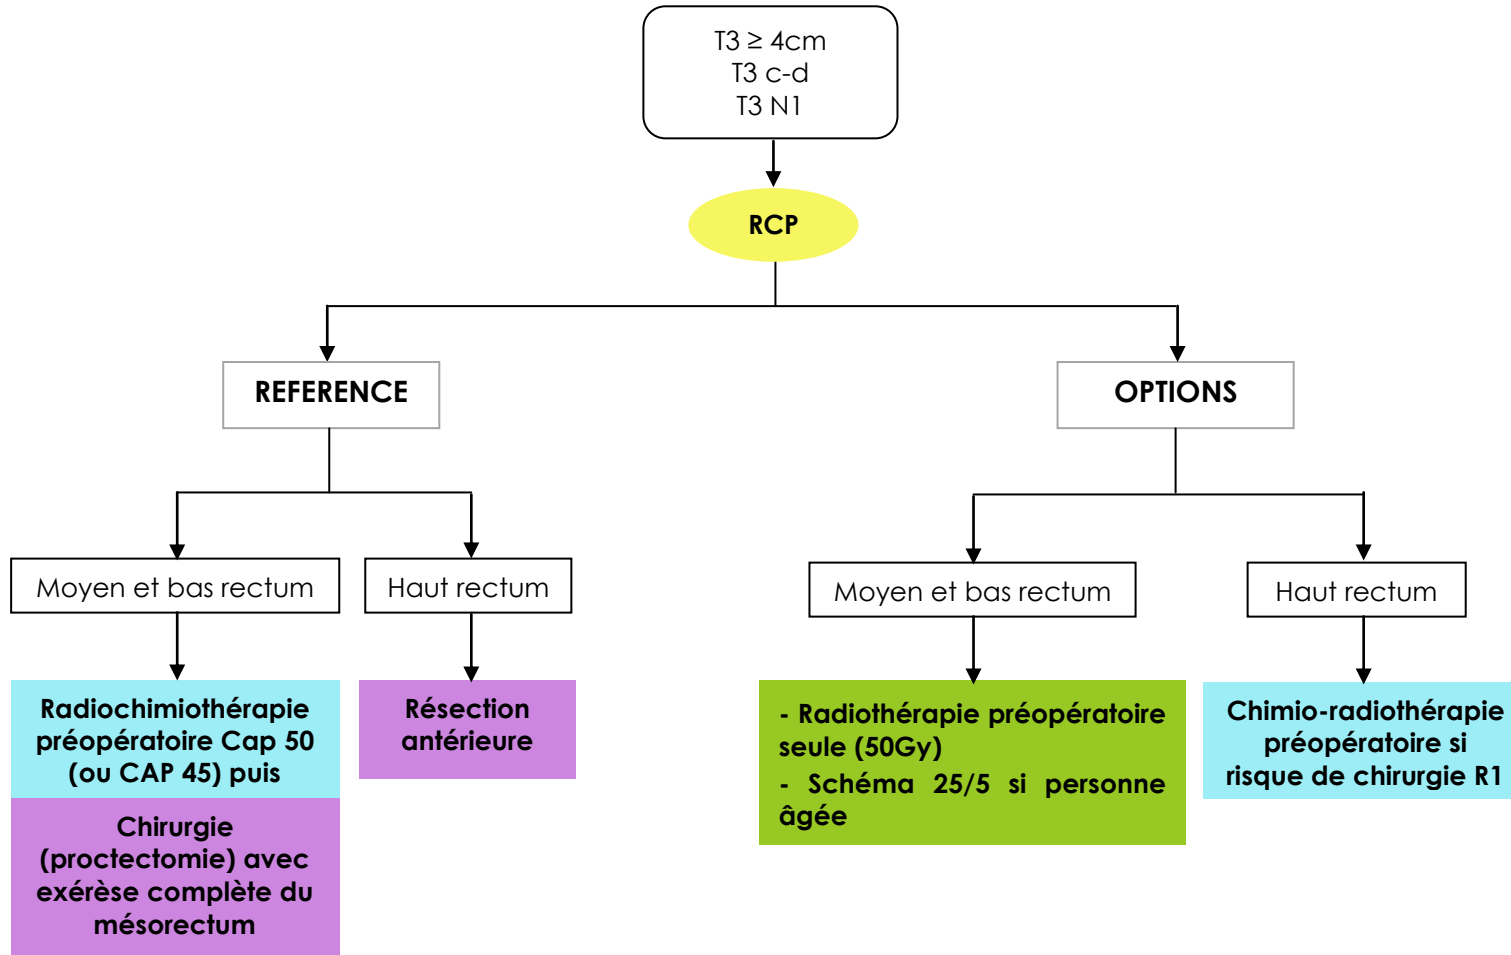 T3 ≥ 4cm
T3 c-d
T3 N1
RCP
REFERENCE
OPTIONS
Moyen et bas rectum
Haut rectum
Moyen et bas rectum
Haut rectum
Radiochimiothérapie
préopératoire Cap 50
(ou CAP 45) puis
Chirurgie
(proctectomie) avec
exérèse complète du
mésorectum
Résection
antérieure
- Radiothérapie préopératoire
seule (50Gy)
- Schéma 25/5 si personne
âgée
Chimio-radiothérapie
préopératoire si
risque de chirurgie R1